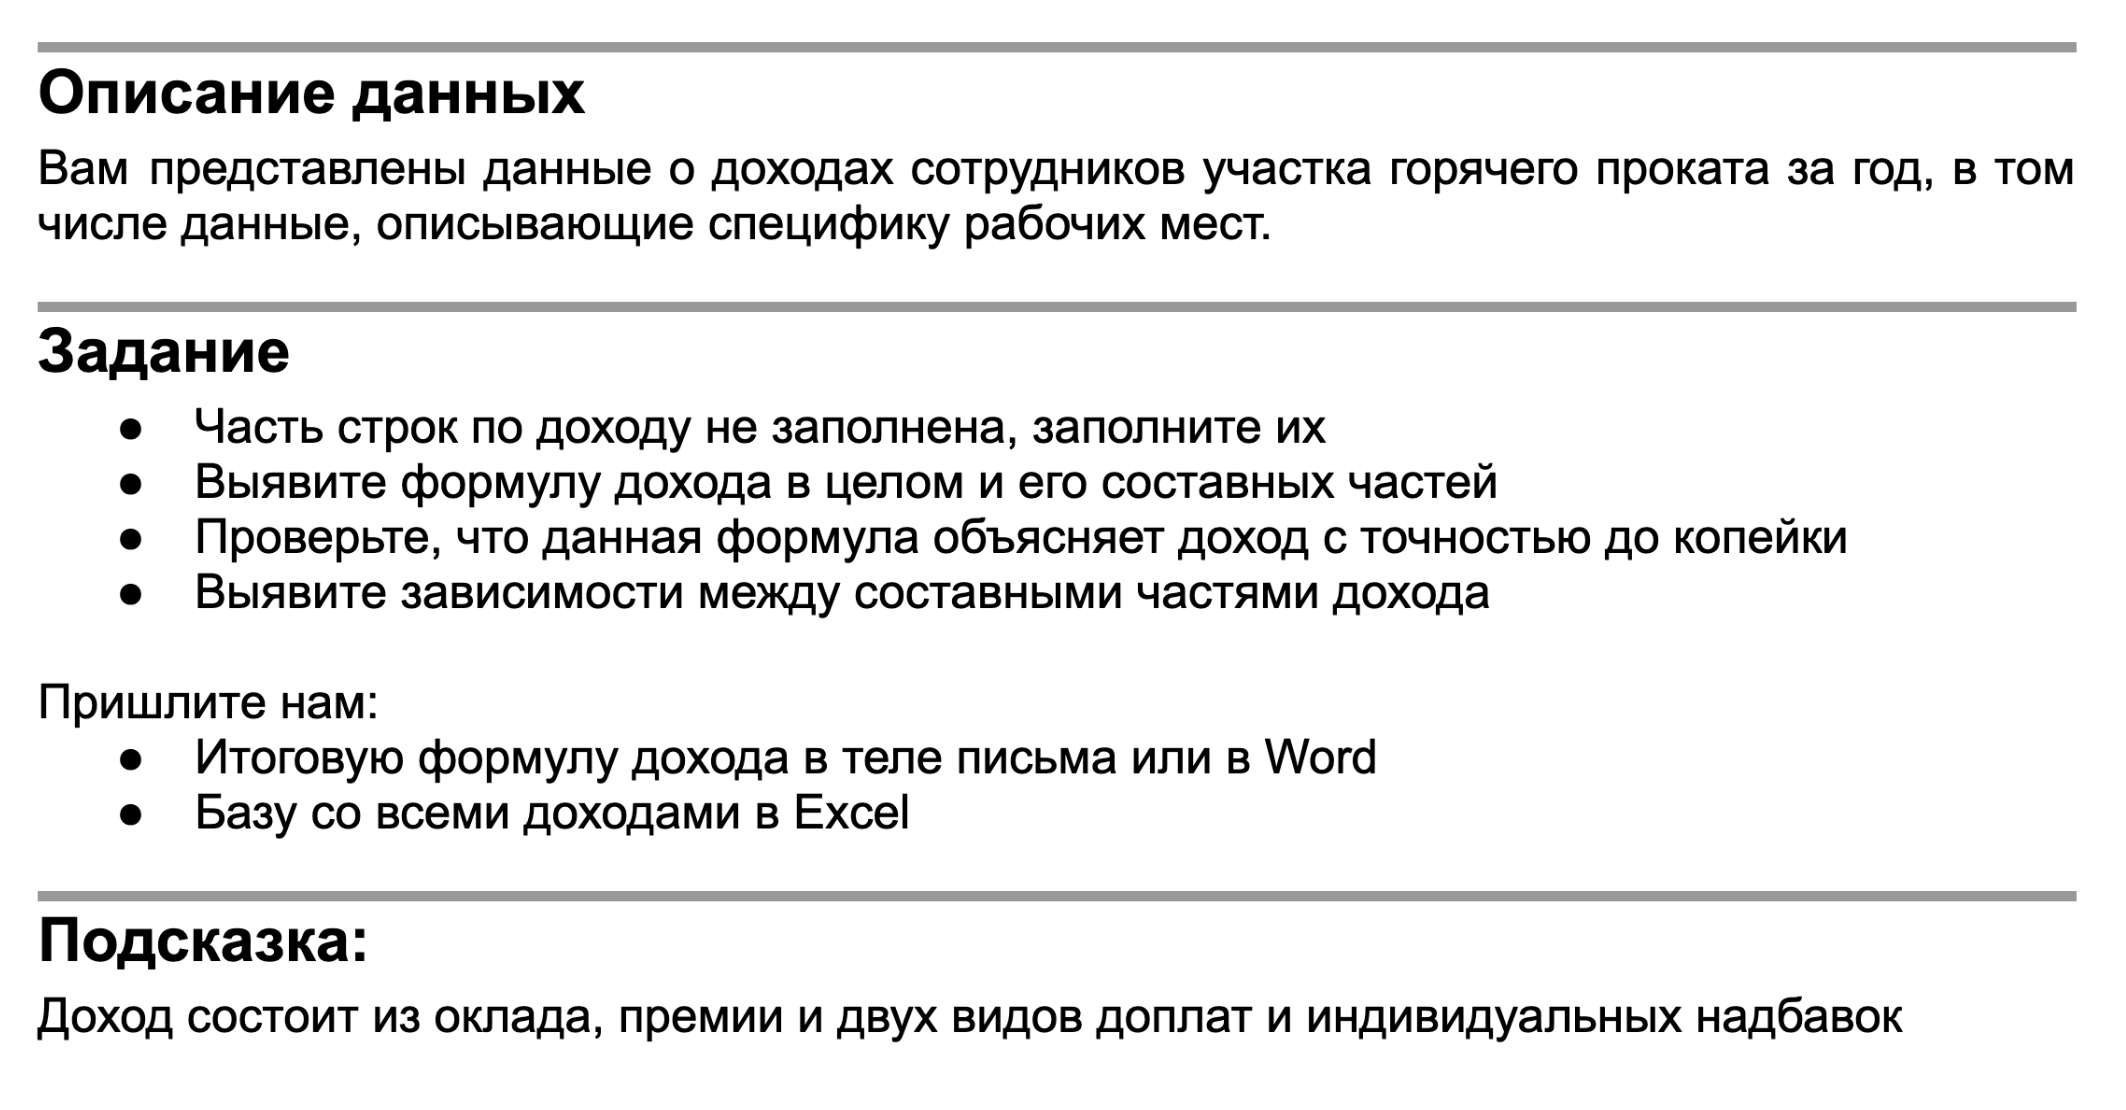 Описание данных
Вам представлены данные о доходах сотрудников участка горячего проката за год, в том
числе данные, описывающие специфику рабочих мест.
Задание
● Часть строк по доходу не заполнена, заполните их
● Выявите формулу дохода в целом и его составных частей
● Проверьте, что данная формула объясняет доход с точностью до копейки
● Выявите зависимости между составными частями дохода
Пришлите нам:
● Итоговую формулу дохода в теле письма или в Word
● Базу со всеми доходами в Excel
Подсказка:
Доход состоит из оклада, премии и двух видов доплат и индивидуальных надбавок